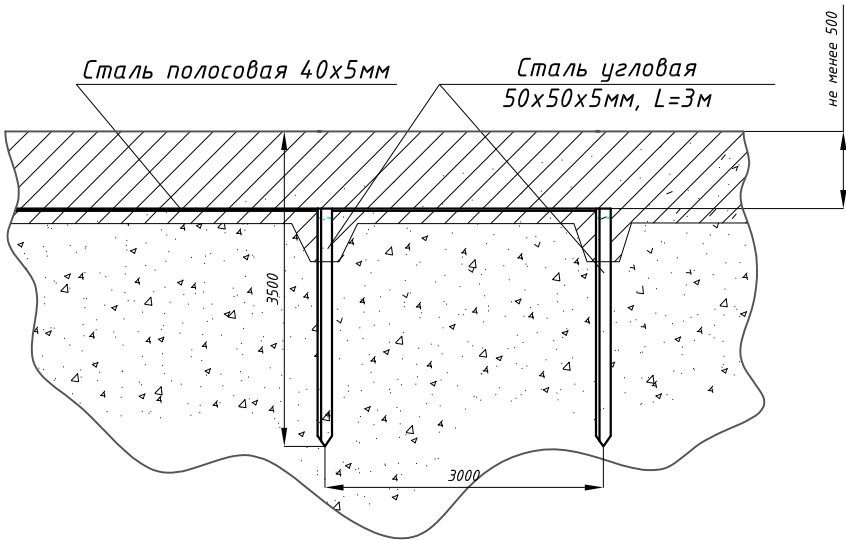 Сталь полосовая 40х5мм
Сталь угловая
50х50х5мм, L=3м
не менее 500
3500
3000